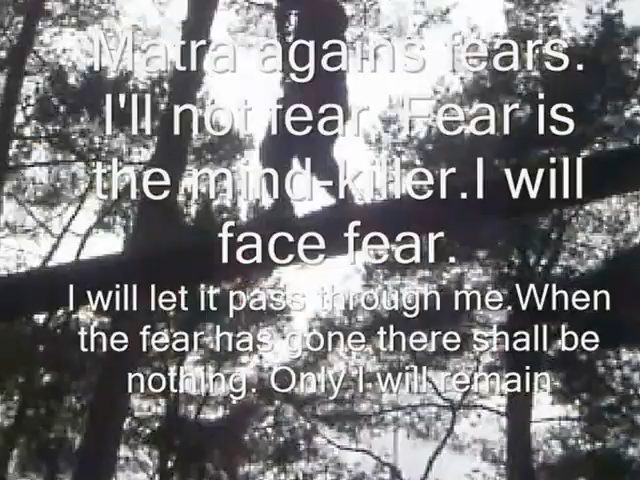 Matra agains fears.
I'll not fear. Fear is
the mind-killer.I will
face fear.
I will let it pass through me.When
the fear has gone,there shall be
nothing. Only I will remain